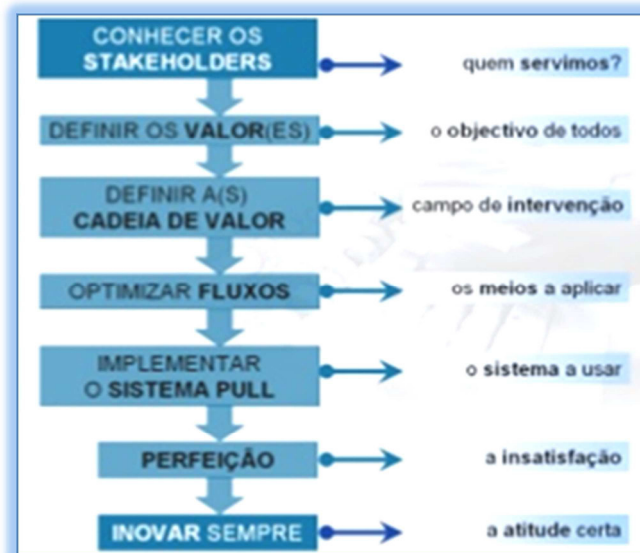 CONHECER OS
STAKEHOLDERS
quem servimos?
DEFINIR OS VALOR(ES)
o objectivo de todos
DEFINIR A(S)
CADEIA DE VALOR
campo de intervenção
OPTIMIZAR FLUXOS
os meios a aplicar
IMPLEMENTAR
O SISTEMA PULL
o sistema a usar
PERFEIÇÃO
a insatisfação
INOVAR SEMPRE
a atitude certa